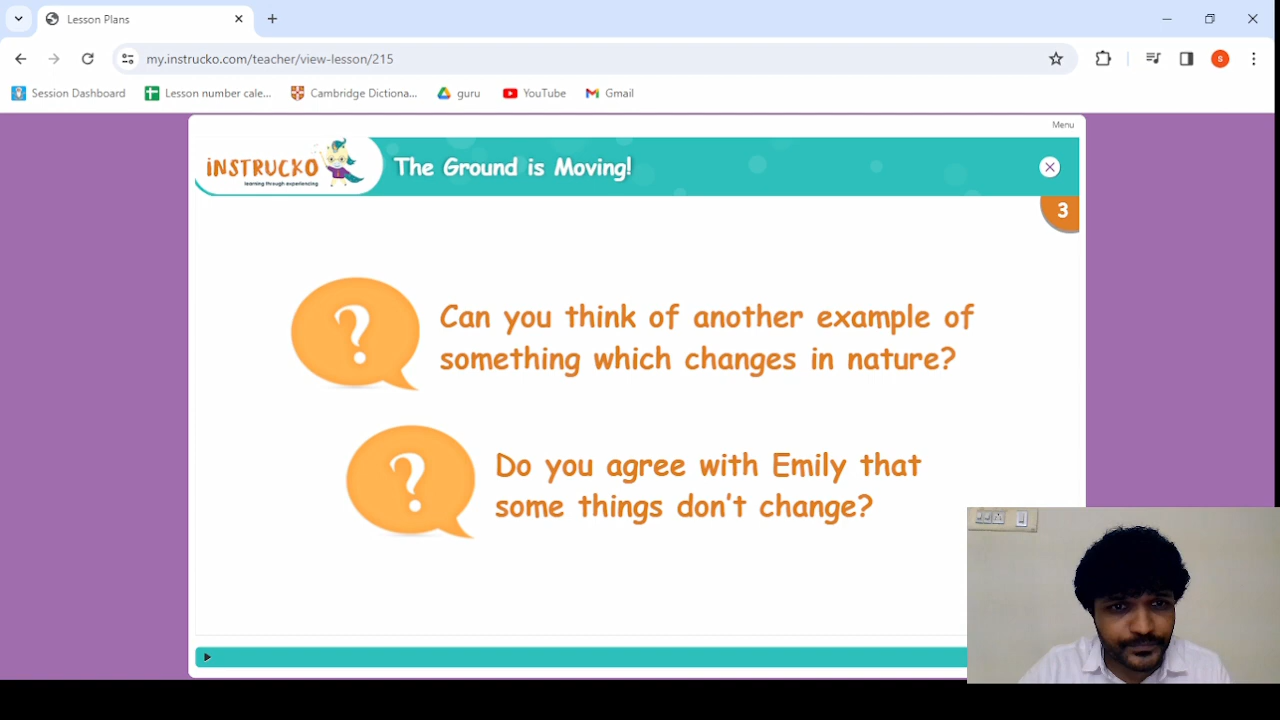 Lesson Plans
my.instrucko.com/teacher/view-lesson/215
S
Session Dashboard
Lesson number cale...
Cambridge Dictiona...
guru
YouTube
Gmail
Menu
INSTRUCKO
learning through experiencing
The Ground is Moving!
3
? Can you think of another example of
something which changes in nature?
? Do you agree with Emily that
some things don't change?